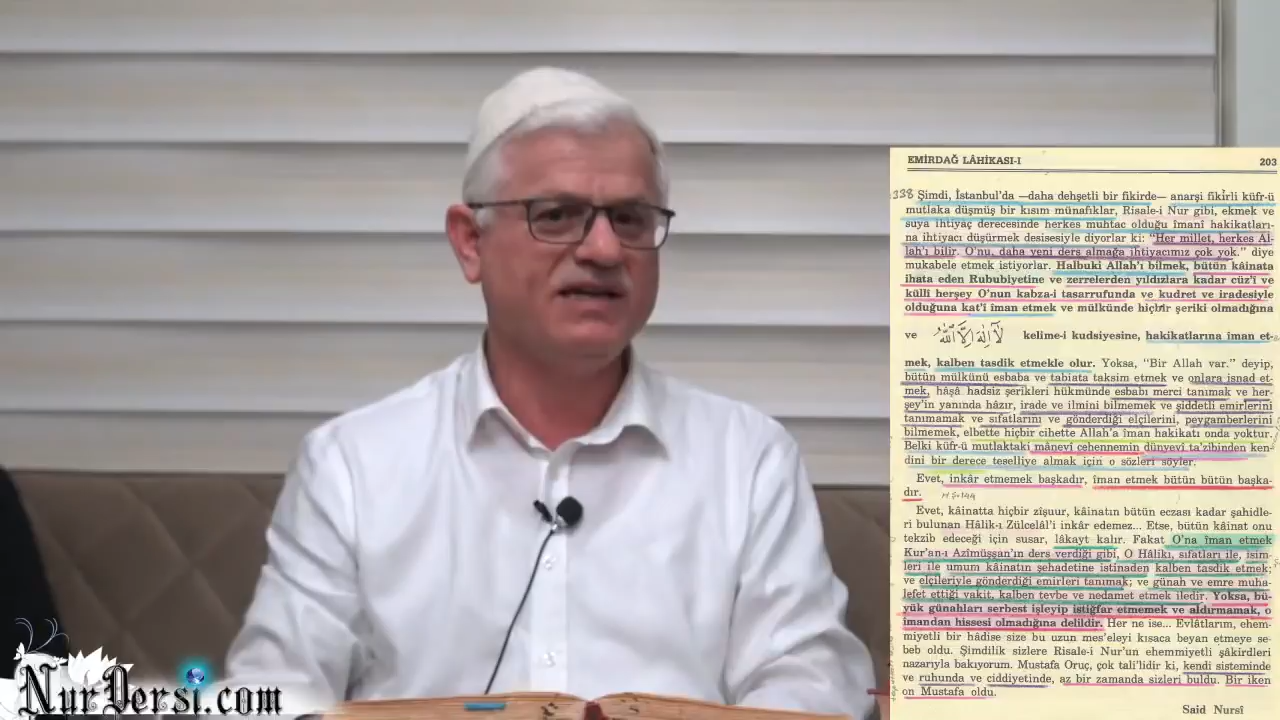 EMİRDAĞ LÂHİKASI-I 203
338 Şimdi, İstanbul'da —daha dehşetli bir fikirde— anarşi fikirli küfr-ü
mutlaka düşmüş bir kısım münafıklar, Risale-i Nur gibi, ekmek ve
suya ihtiyaç derecesinde herkes muhtac olduğu îmanî hakikatları-
na ihtiyacı düşürmek desisesiyle diyorlar ki: "Her millet, herkes Al-
lah'ı bilir. O'nu, daha yeni ders almağa ihtiyacımız çok yok." diye
mukabele etmek istiyorlar. Halbuki Allah'ı bilmek, bütün kâinata
ihata eden Rububiyetine ve zerrelerden yıldızlara kadar cüz'î ve
küllî herşey O'nun kabza-i tasarrufunda ve kudret ve iradesiyle
olduğuna kat'î îman etmek ve mülkünde hiçbir şeriki olmadığına
ve لَٓا اِلٰهَ اِلَّا اللّٰهُ kelime-i kudsiyesine, hakikatlarına îman et-
mek, kalben tasdik etmekle olur. Yoksa, "Bir Allah var." deyip,
bütün mülkünü esbaba ve tabiata taksim etmek ve onlara isnad et-
mek, hâşâ hadsiz şerikleri hükmünde esbabı merci tanımak ve her-
şey'in yanında hâzır, irade ve ilmini bilmemek ve şiddetli emirlerini
tanımamak ve sıfatlarını ve gönderdiği elçilerini, peygamberlerini
bilmemek, elbette hiçbir cihette Allah'a îman hakikatı onda yoktur.
Belki küfr-ü mutlaktaki mânevî cehennemin dünyevî ta'zibinden ken-
dini bir derece teselliye almak için o sözleri söyler.
Evet, inkâr etmemek başkadır, îman etmek bütün bütün başka-
dır.
Evet, kâinatta hiçbir zîşuur, kâinatın bütün eczası kadar şahidle-
ri bulunan Hâlik-ı Zülcelâl'i inkâr edemez... Etse, bütün kâinat onu
tekzib edeceği için susar, lâkayt kalır. Fakat O'na îman etmek
Kur'an-ı Azîmüşşan'ın ders verdiği gibi, O Hâlikı, sıfatları ile, isim-
leri ile umum kâinatın şehadetine istinaden kalben tasdik etmek;
ve elçileriyle gönderdiği emirleri tanımak; ve günah ve emre muha-
lefet ettiği vakit, kalben tevbe ve nedamet etmek iledir. Yoksa, bü-
yük günahları serbest işleyip istiğfar etmemek ve aldırmamak, o
îmandan hissesi olmadığına delildir. Her ne ise... Evlâtlarım, ehem-
miyetli bir hâdise size bu uzun mes'eleyi kısaca beyan etmeye se-
beb oldu. Şimdilik sizlere Risale-i Nur'un ehemmiyetli şâkirdleri
nazarıyla bakıyorum. Mustafa Oruç, çok tali'lidir ki, kendi sisteminde
ve ruhunda ve ciddiyetinde, az bir zamanda sizleri buldu. Bir iken
on Mustafa oldu.
Said Nursî
NurDersi.com